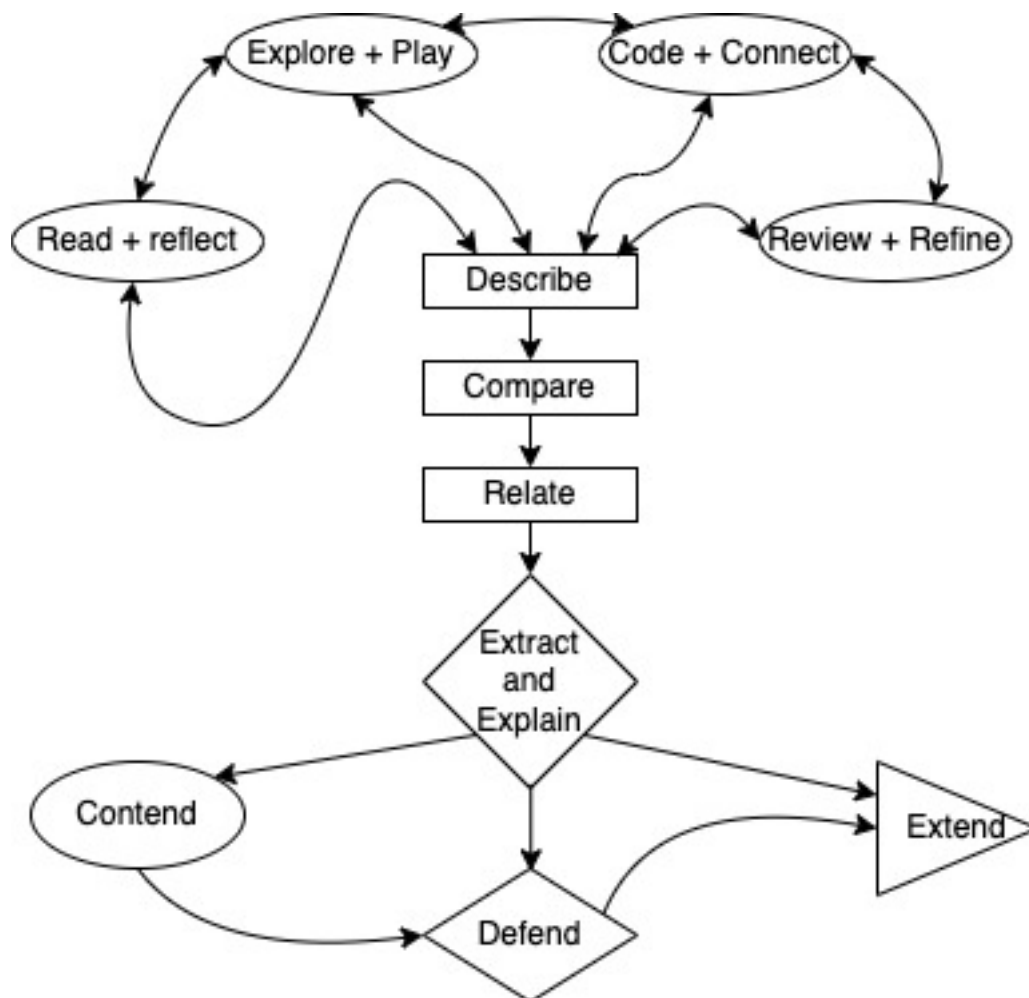 Explore + Play
Code + Connect
Read + reflect
Review + Refine
Describe
Compare
Relate
Extract
and
Explain
Contend
Extend
Defend